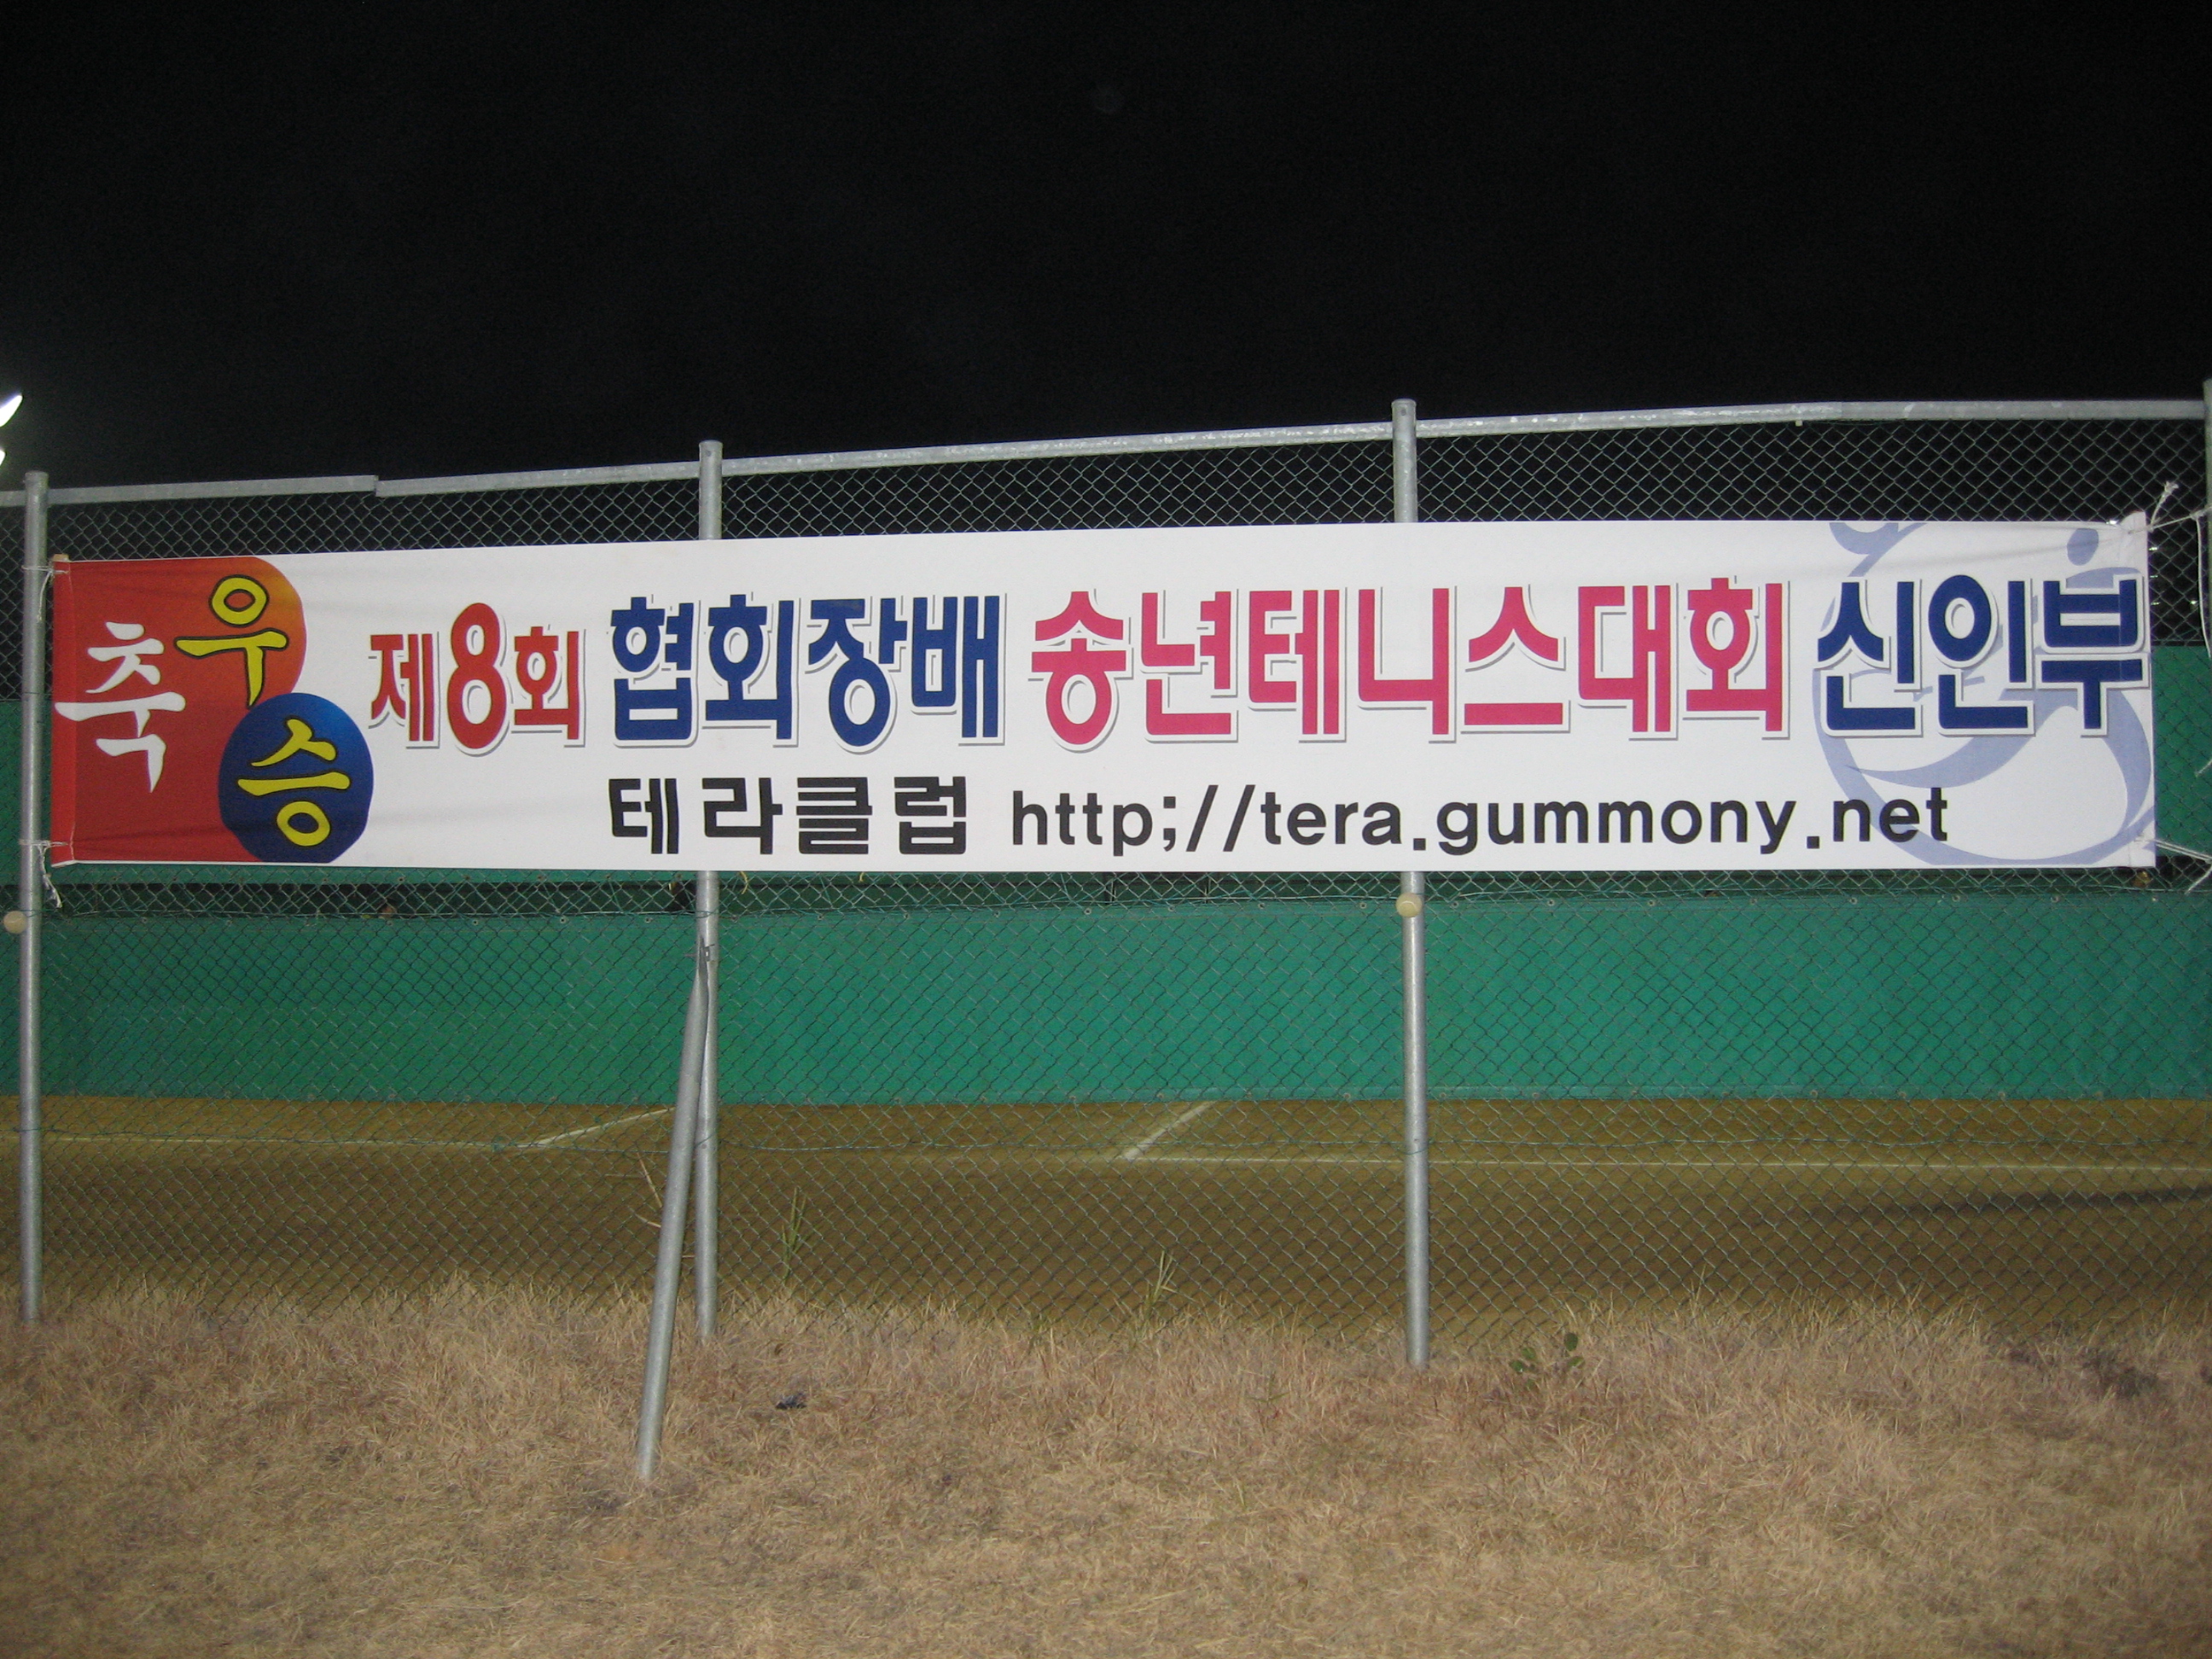 축 우승 제8회 협회장배 송년테니스대회 신인부
테라클럽 http;//tera.gummony.net